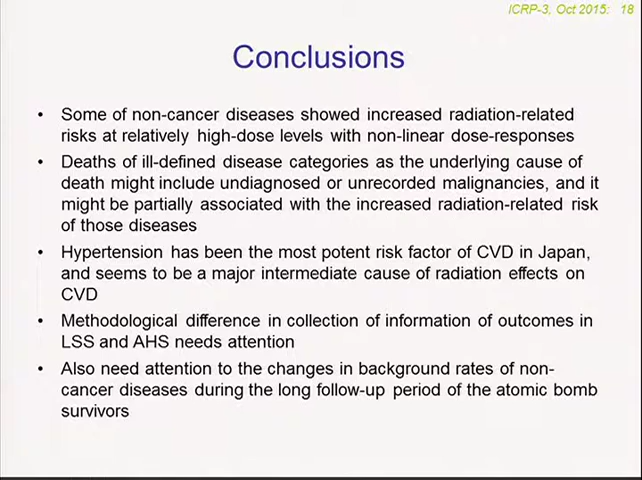 ICRP-3, Oct 2015: 18
Conclusions
• Some of non-cancer diseases showed increased radiation-related
risks at relatively high-dose levels with non-linear dose-responses
• Deaths of ill-defined disease categories as the underlying cause of
death might include undiagnosed or unrecorded malignancies, and it
might be partially associated with the increased radiation-related risk
of those diseases
• Hypertension has been the most potent risk factor of CVD in Japan,
and seems to be a major intermediate cause of radiation effects on
CVD
• Methodological difference in collection of information of outcomes in
LSS and AHS needs attention
• Also need attention to the changes in background rates of non-
cancer diseases during the long follow-up period of the atomic bomb
survivors